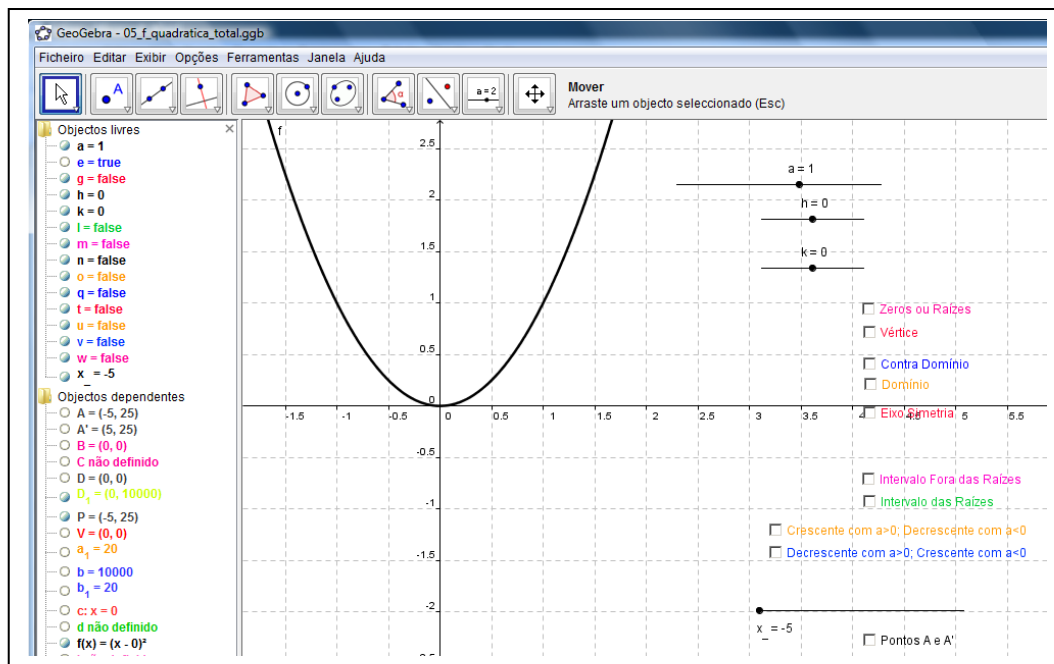 GeoGebra - 05_f_quadratica_total.ggb
Ficheiro Editar Exibir Opções Ferramentas Janela Ajuda
A
α
a = 2
Mover
Arraste um objecto seleccionado (Esc)
Objectos livres
a = 1
e = true
g = false
h = 0
k = 0
l = false
m = false
n = false
o = false
q = false
t = false
u = false
v = false
w = false
x_ = -5
Objectos dependentes
A = (-5, 25)
A' = (5, 25)
B = (0, 0)
C não definido
D = (0, 0)
D₁ = (0, 10000)
P = (-5, 25)
V = (0, 0)
a₁ = 20
b = 10000
b₁ = 20
c: x = 0
d não definido
f(x) = (x - 0)²
f
2.5
2
1.5
1
0.5
0
-0.5
-1
-1.5
-2
-1.5 -1 -0.5 0 0.5 1 1.5 2 2.5 3 3.5 4 4.5 5 5.5
a = 1
h = 0
k = 0
Zeros ou Raízes
Vértice
Contra Domínio
Domínio
Eixo Simetria
Intervalo Fora das Raízes
Intervalo das Raízes
Crescente com a>0; Decrescente com a<0
Decrescente com a>0; Crescente com a<0
x_ = -5
Pontos A e A'